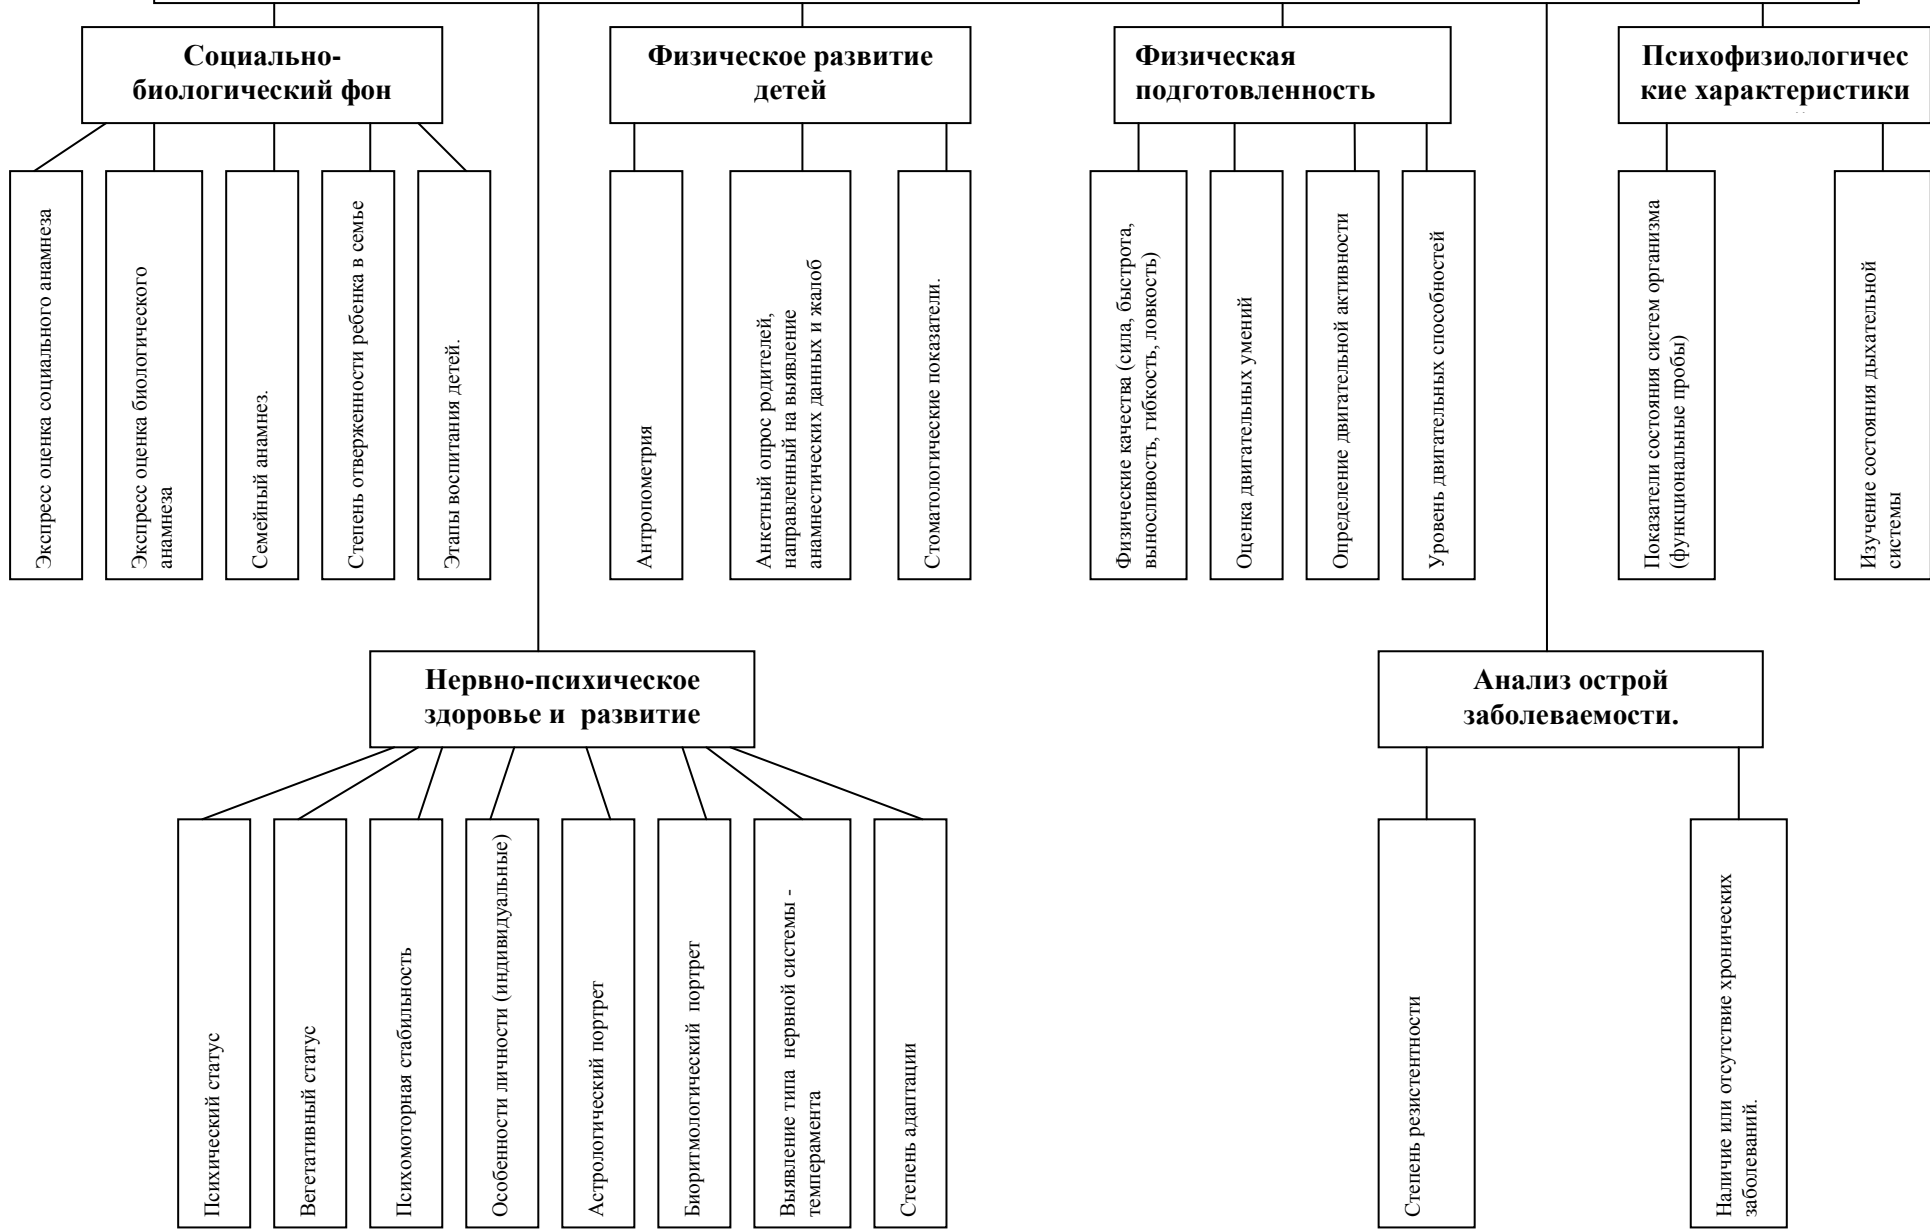 Социально-
биологический фон
Физическое развитие
детей
Физическая
подготовленность
Психофизиологичес
кие характеристики
Экспресс оценка социального анамнеза
Экспресс оценка биологического
анамнеза
Семейный анамнез.
Степень отверженности ребенка в семье
Этапы воспитания детей.
Антропометрия
Анкетный опрос родителей,
направленный на выявление
анамнестических данных и жалоб
Стоматологические показатели.
Физические качества (сила, быстрота,
выносливость, гибкость, ловкость)
Оценка двигательных умений
Определение двигательной активности
Уровень двигательных способностей
Показатели состояния систем организма
(функциональные пробы)
Изучение состояния дыхательной
системы
Нервно-психическое
здоровье и развитие
Анализ острой
заболеваемости.
Психический статус
Вегетативный статус
Психомоторная стабильность
Особенности личности (индивидуальные)
Астрологический портрет
Биоритмологический портрет
Выявление типа нервной системы -
темперамента
Степень адаптации
Степень резистентности
Наличие или отсутствие хронических
заболеваний.